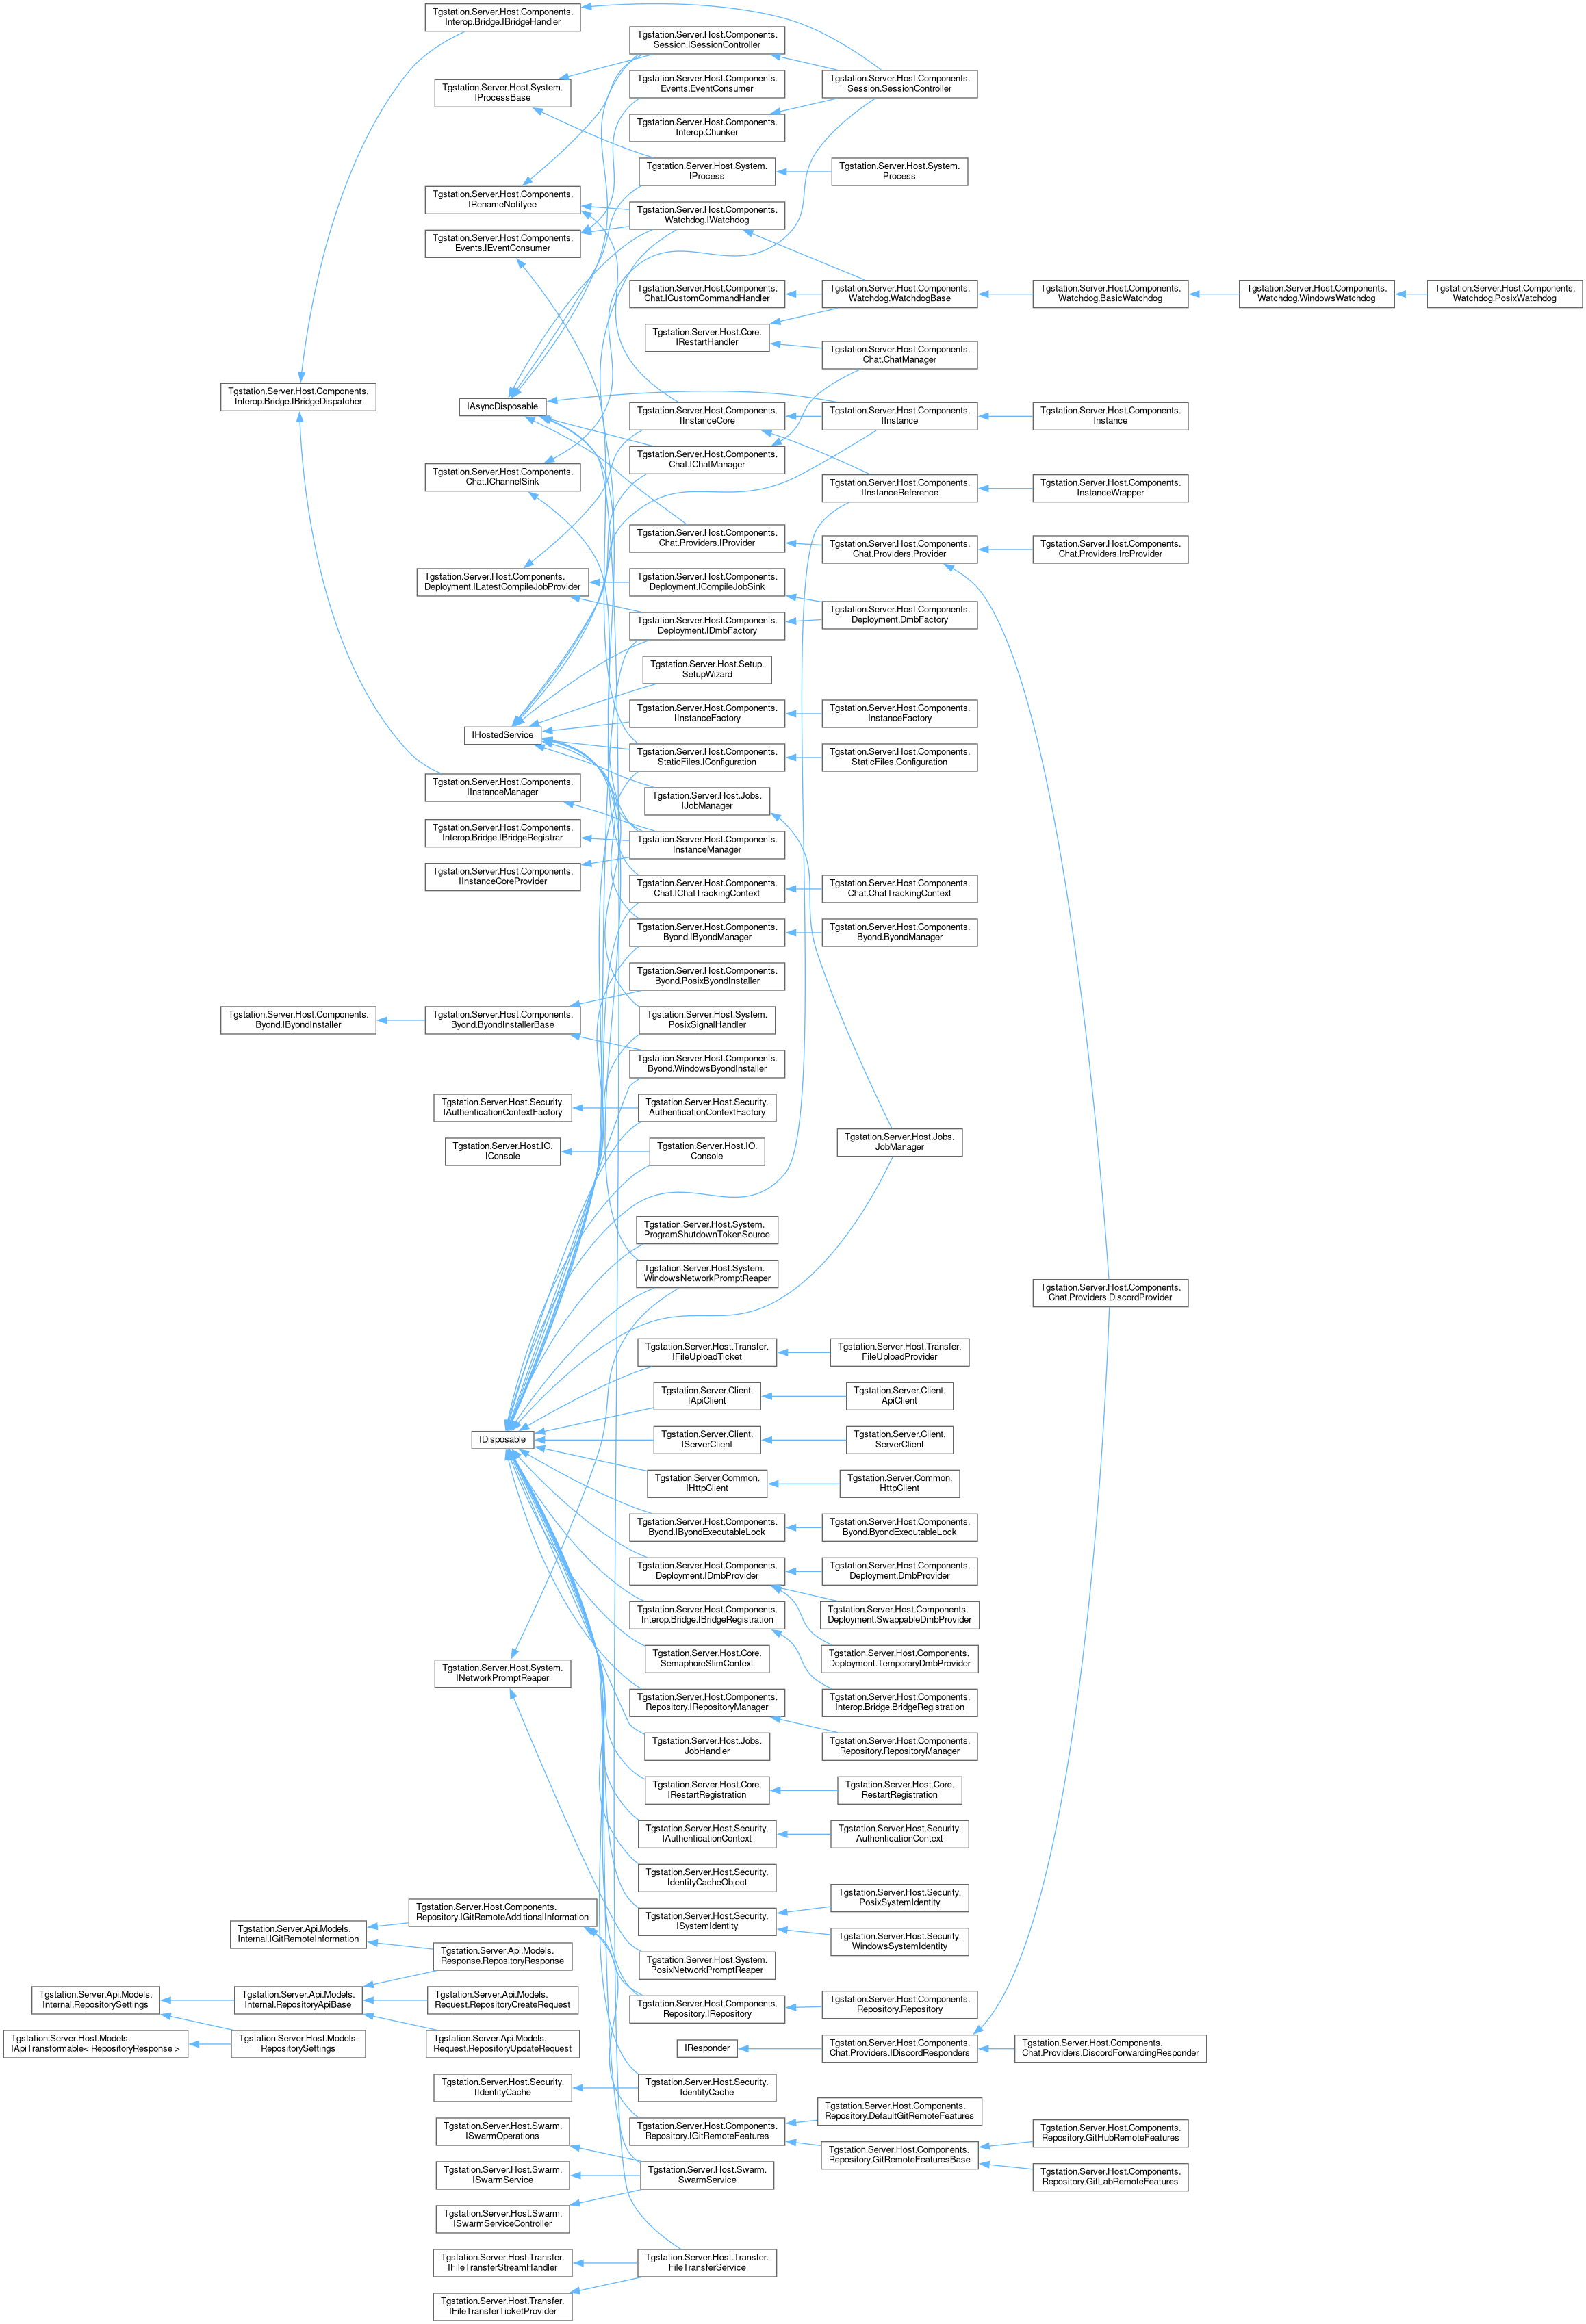 Tgstation.Server.Host.Components.
Interop.Bridge.IBridgeHandler
Tgstation.Server.Host.Components.
Session.ISessionController
Tgstation.Server.Host.System.
IProcessBase
Tgstation.Server.Host.Components.
Events.EventConsumer
Tgstation.Server.Host.Components.
Session.SessionController
Tgstation.Server.Host.Components.
Interop.Chunker
Tgstation.Server.Host.System.
IProcess
Tgstation.Server.Host.System.
Process
Tgstation.Server.Host.Components.
IRenameNotifyee
Tgstation.Server.Host.Components.
Watchdog.IWatchdog
Tgstation.Server.Host.Components.
Events.IEventConsumer
Tgstation.Server.Host.Components.
Chat.ICustomCommandHandler
Tgstation.Server.Host.Components.
Watchdog.WatchdogBase
Tgstation.Server.Host.Components.
Watchdog.BasicWatchdog
Tgstation.Server.Host.Components.
Watchdog.WindowsWatchdog
Tgstation.Server.Host.Components.
Watchdog.PosixWatchdog
Tgstation.Server.Host.Core.
IRestartHandler
Tgstation.Server.Host.Components.
Chat.ChatManager
Tgstation.Server.Host.Components.
Interop.Bridge.IBridgeDispatcher
IAsyncDisposable
Tgstation.Server.Host.Components.
IInstanceCore
Tgstation.Server.Host.Components.
IInstance
Tgstation.Server.Host.Components.
Instance
Tgstation.Server.Host.Components.
Chat.IChatManager
Tgstation.Server.Host.Components.
Chat.IChannelSink
Tgstation.Server.Host.Components.
IInstanceReference
Tgstation.Server.Host.Components.
InstanceWrapper
Tgstation.Server.Host.Components.
Chat.Providers.IProvider
Tgstation.Server.Host.Components.
Chat.Providers.Provider
Tgstation.Server.Host.Components.
Chat.Providers.IrcProvider
Tgstation.Server.Host.Components.
Deployment.ILatestCompileJobProvider
Tgstation.Server.Host.Components.
Deployment.ICompileJobSink
Tgstation.Server.Host.Components.
Deployment.DmbFactory
Tgstation.Server.Host.Components.
Deployment.IDmbFactory
Tgstation.Server.Host.Setup.
SetupWizard
Tgstation.Server.Host.Components.
IInstanceFactory
Tgstation.Server.Host.Components.
InstanceFactory
IHostedService
Tgstation.Server.Host.Components.
StaticFiles.IConfiguration
Tgstation.Server.Host.Components.
StaticFiles.Configuration
Tgstation.Server.Host.Components.
IInstanceManager
Tgstation.Server.Host.Jobs.
IJobManager
Tgstation.Server.Host.Components.
Interop.Bridge.IBridgeRegistrar
Tgstation.Server.Host.Components.
InstanceManager
Tgstation.Server.Host.Components.
IInstanceCoreProvider
Tgstation.Server.Host.Components.
Chat.IChatTrackingContext
Tgstation.Server.Host.Components.
Chat.ChatTrackingContext
Tgstation.Server.Host.Components.
Byond.IByondManager
Tgstation.Server.Host.Components.
Byond.ByondManager
Tgstation.Server.Host.Components.
Byond.PosixByondInstaller
Tgstation.Server.Host.Components.
Byond.IByondInstaller
Tgstation.Server.Host.Components.
Byond.ByondInstallerBase
Tgstation.Server.Host.System.
PosixSignalHandler
Tgstation.Server.Host.Components.
Byond.WindowsByondInstaller
Tgstation.Server.Host.Security.
IAuthenticationContextFactory
Tgstation.Server.Host.Security.
AuthenticationContextFactory
Tgstation.Server.Host.IO.
IConsole
Tgstation.Server.Host.IO.
Console
Tgstation.Server.Host.Jobs.
JobManager
Tgstation.Server.Host.System.
ProgramShutdownTokenSource
Tgstation.Server.Host.System.
WindowsNetworkPromptReaper
Tgstation.Server.Host.Components.
Chat.Providers.DiscordProvider
Tgstation.Server.Host.Transfer.
IFileUploadTicket
Tgstation.Server.Host.Transfer.
FileUploadProvider
Tgstation.Server.Client.
IApiClient
Tgstation.Server.Client.
ApiClient
IDisposable
Tgstation.Server.Client.
IServerClient
Tgstation.Server.Client.
ServerClient
Tgstation.Server.Common.
IHttpClient
Tgstation.Server.Common.
HttpClient
Tgstation.Server.Host.Components.
Byond.IByondExecutableLock
Tgstation.Server.Host.Components.
Byond.ByondExecutableLock
Tgstation.Server.Host.Components.
Deployment.IDmbProvider
Tgstation.Server.Host.Components.
Deployment.DmbProvider
Tgstation.Server.Host.Components.
Interop.Bridge.IBridgeRegistration
Tgstation.Server.Host.Components.
Deployment.SwappableDmbProvider
Tgstation.Server.Host.Core.
SemaphoreSlimContext
Tgstation.Server.Host.Components.
Deployment.TemporaryDmbProvider
Tgstation.Server.Host.System.
INetworkPromptReaper
Tgstation.Server.Host.Components.
Repository.IRepositoryManager
Tgstation.Server.Host.Components.
Interop.Bridge.BridgeRegistration
Tgstation.Server.Host.Jobs.
JobHandler
Tgstation.Server.Host.Components.
Repository.RepositoryManager
Tgstation.Server.Host.Core.
IRestartRegistration
Tgstation.Server.Host.Core.
RestartRegistration
Tgstation.Server.Host.Security.
IAuthenticationContext
Tgstation.Server.Host.Security.
AuthenticationContext
Tgstation.Server.Host.Security.
IdentityCacheObject
Tgstation.Server.Host.Components.
Repository.IGitRemoteAdditionalInformation
Tgstation.Server.Host.Security.
ISystemIdentity
Tgstation.Server.Host.Security.
PosixSystemIdentity
Tgstation.Server.Api.Models.
Internal.IGitRemoteInformation
Tgstation.Server.Host.Security.
WindowsSystemIdentity
Tgstation.Server.Api.Models.
Response.RepositoryResponse
Tgstation.Server.Host.System.
PosixNetworkPromptReaper
Tgstation.Server.Api.Models.
Internal.RepositorySettings
Tgstation.Server.Api.Models.
Internal.RepositoryApiBase
Tgstation.Server.Api.Models.
Request.RepositoryCreateRequest
Tgstation.Server.Host.Components.
Repository.IRepository
Tgstation.Server.Host.Components.
Repository.Repository
Tgstation.Server.Host.Models.
IApiTransformable< RepositoryResponse >
Tgstation.Server.Host.Models.
RepositorySettings
Tgstation.Server.Api.Models.
Request.RepositoryUpdateRequest
IResponder
Tgstation.Server.Host.Components.
Chat.Providers.IDiscordResponders
Tgstation.Server.Host.Components.
Chat.Providers.DiscordForwardingResponder
Tgstation.Server.Host.Security.
IIdentityCache
Tgstation.Server.Host.Security.
IdentityCache
Tgstation.Server.Host.Components.
Repository.DefaultGitRemoteFeatures
Tgstation.Server.Host.Swarm.
ISwarmOperations
Tgstation.Server.Host.Components.
Repository.IGitRemoteFeatures
Tgstation.Server.Host.Components.
Repository.GitHubRemoteFeatures
Tgstation.Server.Host.Components.
Repository.GitRemoteFeaturesBase
Tgstation.Server.Host.Swarm.
ISwarmService
Tgstation.Server.Host.Swarm.
SwarmService
Tgstation.Server.Host.Components.
Repository.GitLabRemoteFeatures
Tgstation.Server.Host.Swarm.
ISwarmServiceController
Tgstation.Server.Host.Transfer.
IFileTransferStreamHandler
Tgstation.Server.Host.Transfer.
FileTransferService
Tgstation.Server.Host.Transfer.
IFileTransferTicketProvider